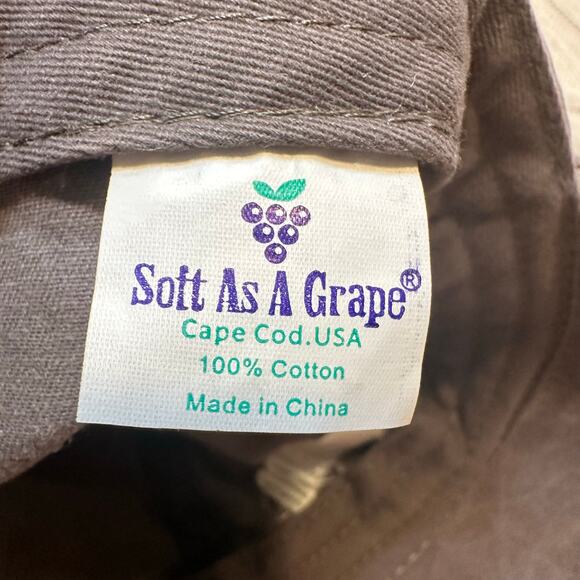 Soft As A Grape®
Cape Cod.USA
100% Cotton
Made in China